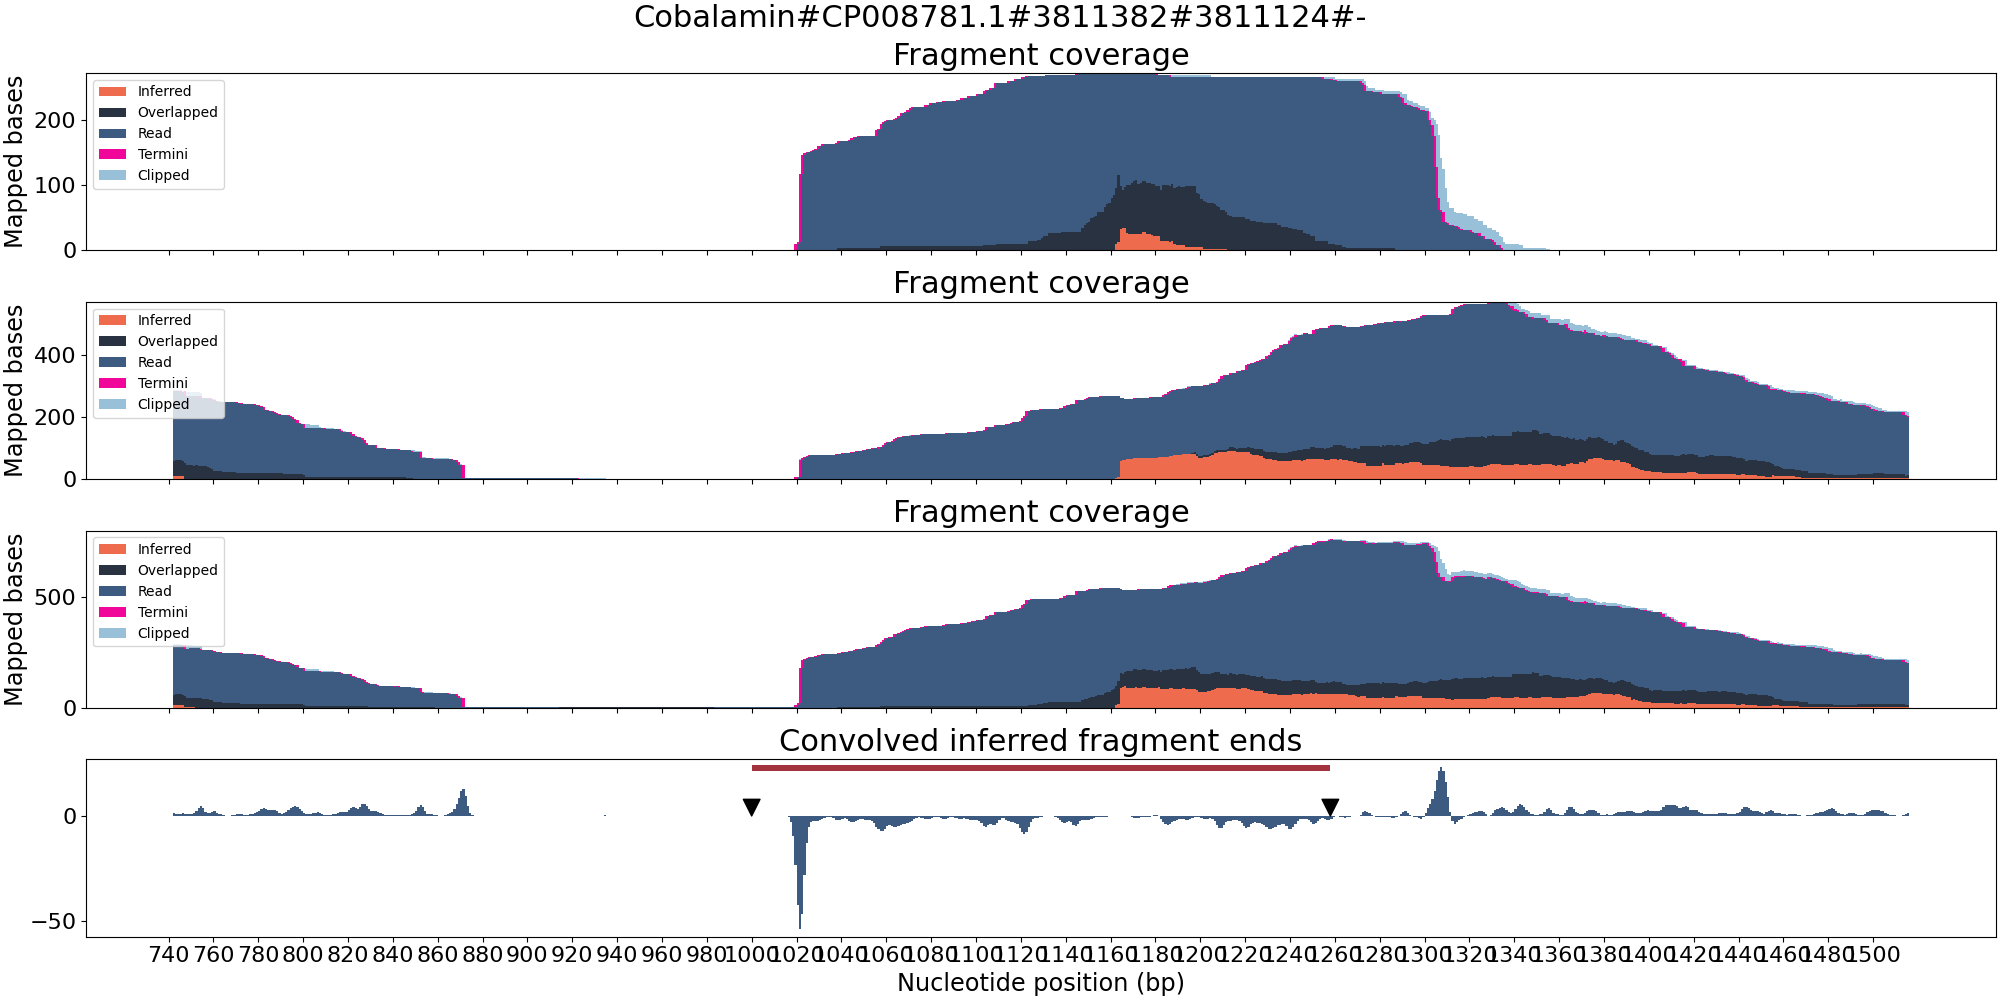 Cobalamin#CP008781.1#3811382#3811124#-
Fragment coverage
Mapped bases
200
100
0
Inferred
Overlapped
Read
Termini
Clipped
Fragment coverage
Mapped bases
400
200
0
Inferred
Overlapped
Read
Termini
Clipped
Fragment coverage
Mapped bases
500
0
Inferred
Overlapped
Read
Termini
Clipped
Convolved inferred fragment ends
0
−50
740 760 780 800 820 840 860 880 900 920 940 960 980 1000 1020 1040 1060 1080 1100 1120 1140 1160 1180 1200 1220 1240 1260 1280 1300 1320 1340 1360 1380 1400 1420 1440 1460 1480 1500
Nucleotide position (bp)